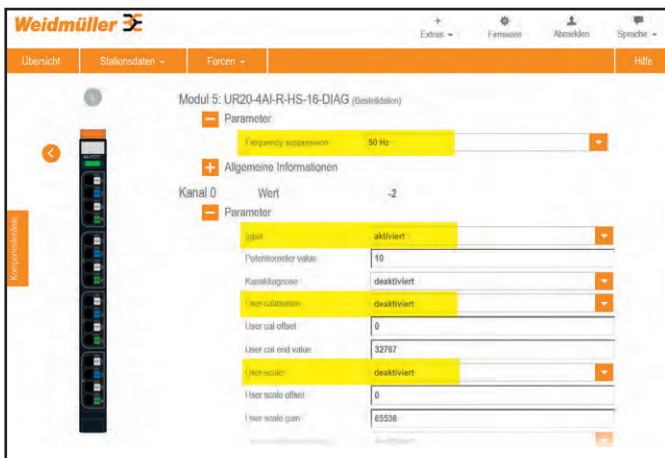 Weidmüller
Extras Firmware Abmelden Sprache
Übersicht Stationsdaten Forcen Hilfe
Modul 5: UR20-4AI-R-HS-16-DIAG (Bestelldaten)
Parameter
Frequency suppression 50 Hz
Allgemeine Informationen
Kanal 0 Wert -2
Parameter
Input aktiviert
Potentiometer value 10
Kanaldiagnose deaktiviert
User calibration deaktiviert
User cal offset 0
User cal end value 32767
User scale deaktiviert
User scale offset 0
User scale gain 65536
Komponentenliste